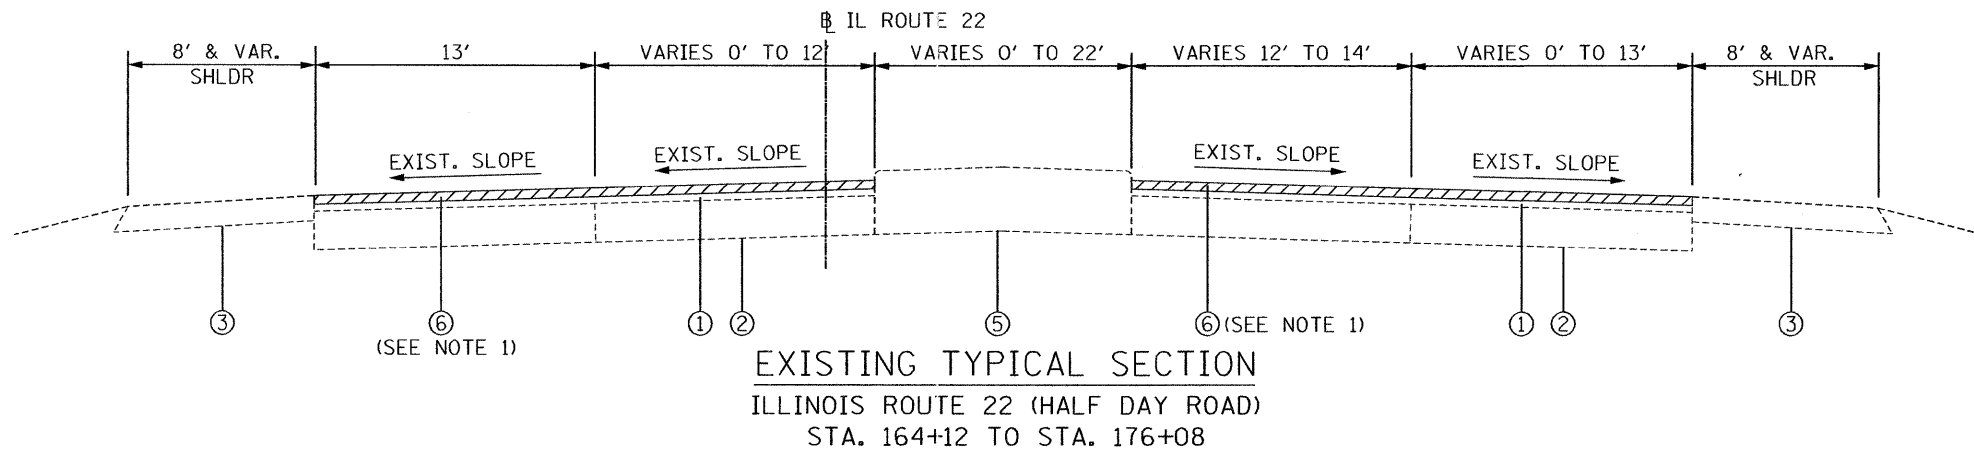 BL IL ROUTE 22
8' & VAR.
SHLDR
13'
VARIES 0' TO 12'
VARIES 0' TO 22'
VARIES 12' TO 14'
VARIES 0' TO 13'
8' & VAR.
SHLDR
EXIST. SLOPE
EXIST. SLOPE
EXIST. SLOPE
EXIST. SLOPE
3
6
1
2
5
6 (SEE NOTE 1)
1
2
3
(SEE NOTE 1)
EXISTING TYPICAL SECTION
ILLINOIS ROUTE 22 (HALF DAY ROAD)
STA. 164+12 TO STA. 176+08